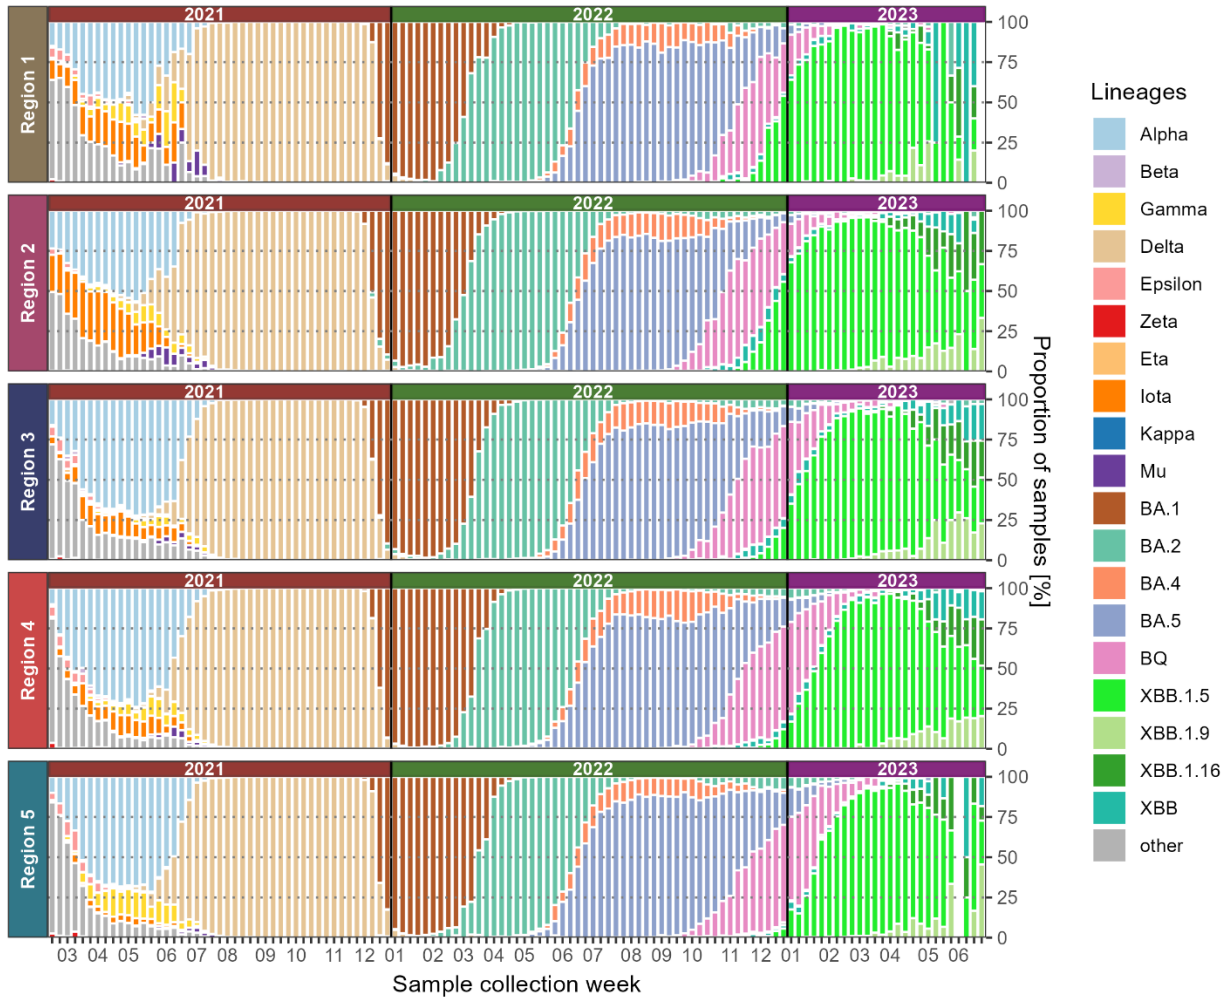 2021 2022 2023
Region 1
100
75
50
25
0
2021 2022 2023
Region 2
100
75
50
25
0
2021 2022 2023
Region 3
100
75
50
25
0
2021 2022 2023
Region 4
100
75
50
25
0
2021 2022 2023
Region 5
100
75
50
25
0
03 04 05 06 07 08 09 10 11 12 01 02 03 04 05 06 07 08 09 10 11 12 01 02 03 04 05 06
Sample collection week
Proportion of samples [%]
Lineages
Alpha
Beta
Gamma
Delta
Epsilon
Zeta
Eta
Iota
Kappa
Mu
BA.1
BA.2
BA.4
BA.5
BQ
XBB.1.5
XBB.1.9
XBB.1.16
XBB
other